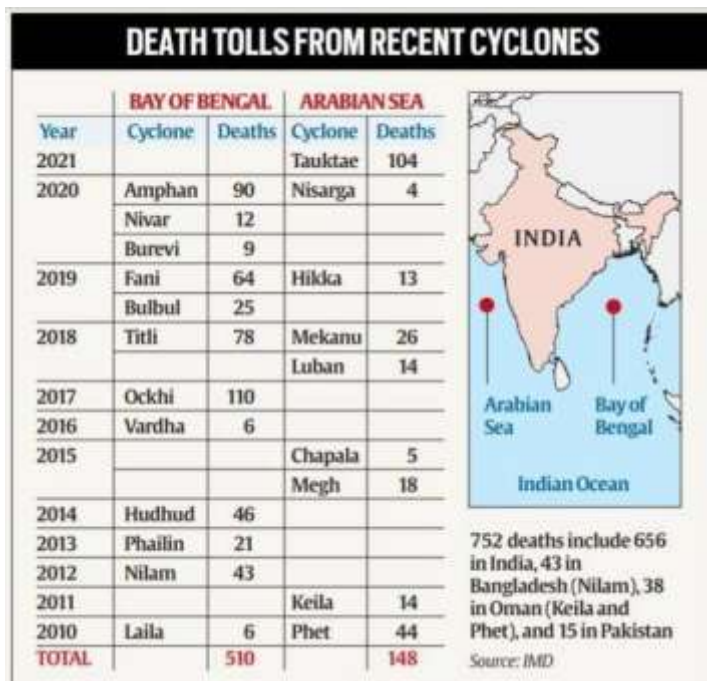 DEATH TOLLS FROM RECENT CYCLONES
BAY OF BENGAL ARABIAN SEA
Year Cyclone Deaths Cyclone Deaths
2021 Tauktae 104
2020 Amphan 90 Nisarga 4
Nivar 12
Burevi 9
2019 Fani 64 Hikka 13
Bulbul 25
2018 Titli 78 Mekanu 26
Luban 14
2017 Ockhi 110
2016 Vardha 6
2015 Chapala 5
Megh 18
2014 Hudhud 46
2013 Phailin 21
2012 Nilam 43
2011 Keila 14
2010 Laila 6 Phet 44
TOTAL 510 148
INDIA
Arabian Bay of
Sea Bengal
Indian Ocean
752 deaths include 656
in India, 43 in
Bangladesh (Nilam), 38
in Oman (Keila and
Phet), and 15 in Pakistan
Source: IMD